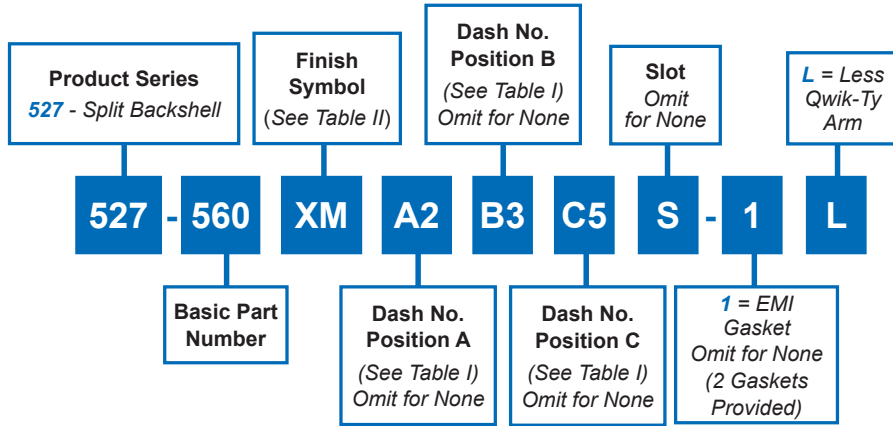 Product Series
527 - Split Backshell
Finish
Symbol
(See Table II)
Dash No.
Position B
(See Table I)
Omit for None
Slot
Omit
for None
L = Less
Qwik-Ty
Arm
527 - 560 XM A2 B3 C5 S - 1 L
Basic Part
Number
Dash No.
Position A
(See Table I)
Omit for None
Dash No.
Position C
(See Table I)
Omit for None
1 = EMI
Gasket
Omit for None
(2 Gaskets
Provided)